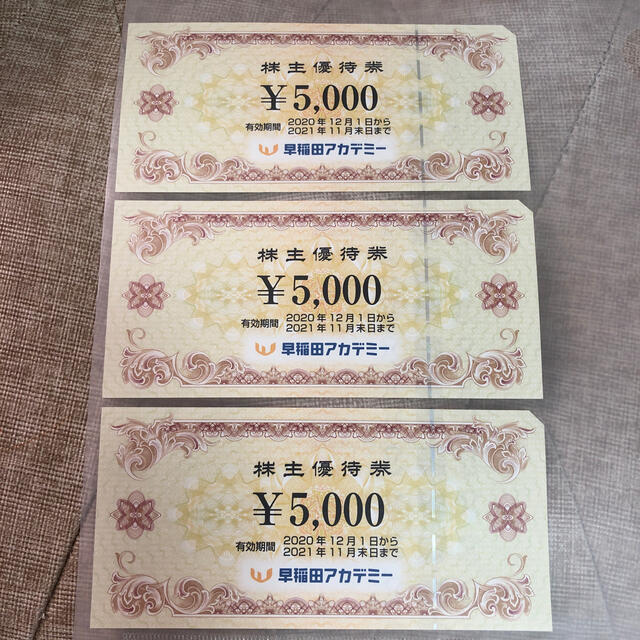 株主優待券
￥5,000
有効期間 2020年12月1日から
2021年11月末日まで
早稲田アカデミー
株主優待券
￥5,000
有効期間 2020年12月1日から
2021年11月末日まで
早稲田アカデミー
株主優待券
￥5,000
有効期間 2020年12月1日から
2021年11月末日まで
早稲田アカデミー